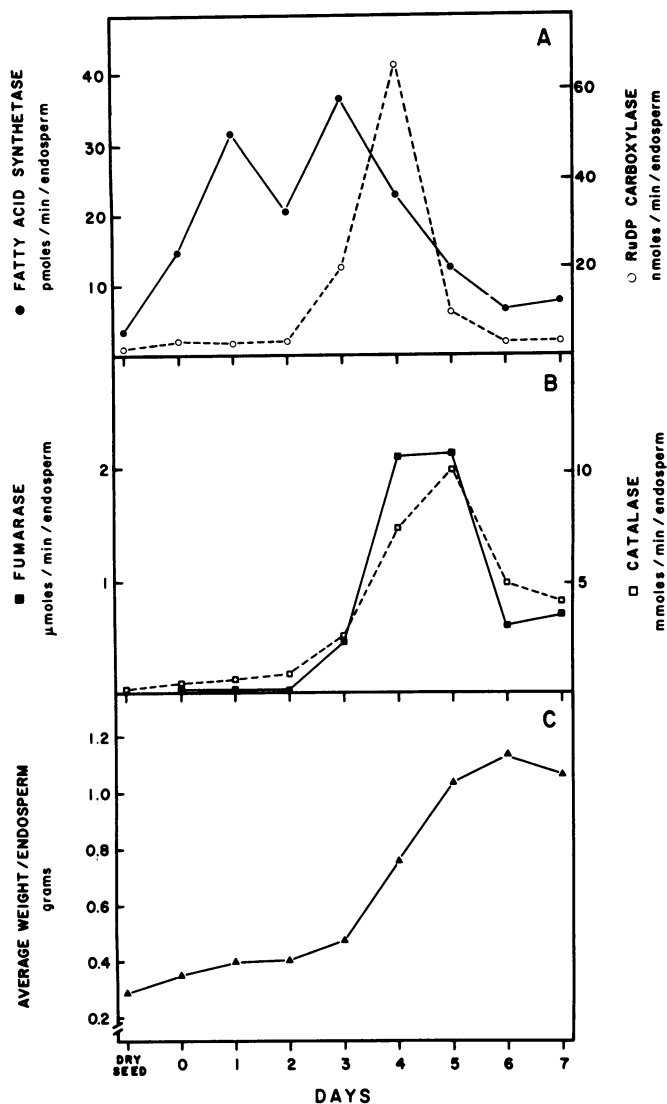 A
40
30
20
10
60
40
20
● FATTY ACID SYNTHETASE
pmoles / min / endosperm
○ RuDP CARBOXYLASE
nmoles / min / endosperm
B
2
1
10
5
■ FUMARASE
μmoles / min / endosperm
□ CATALASE
mmoles / min / endosperm
C
1.2
1.0
0.8
0.6
0.4
0.2
AVERAGE WEIGHT/ENDOSPERM
grams
DRY
SEED
0 1 2 3 4 5 6 7
DAYS